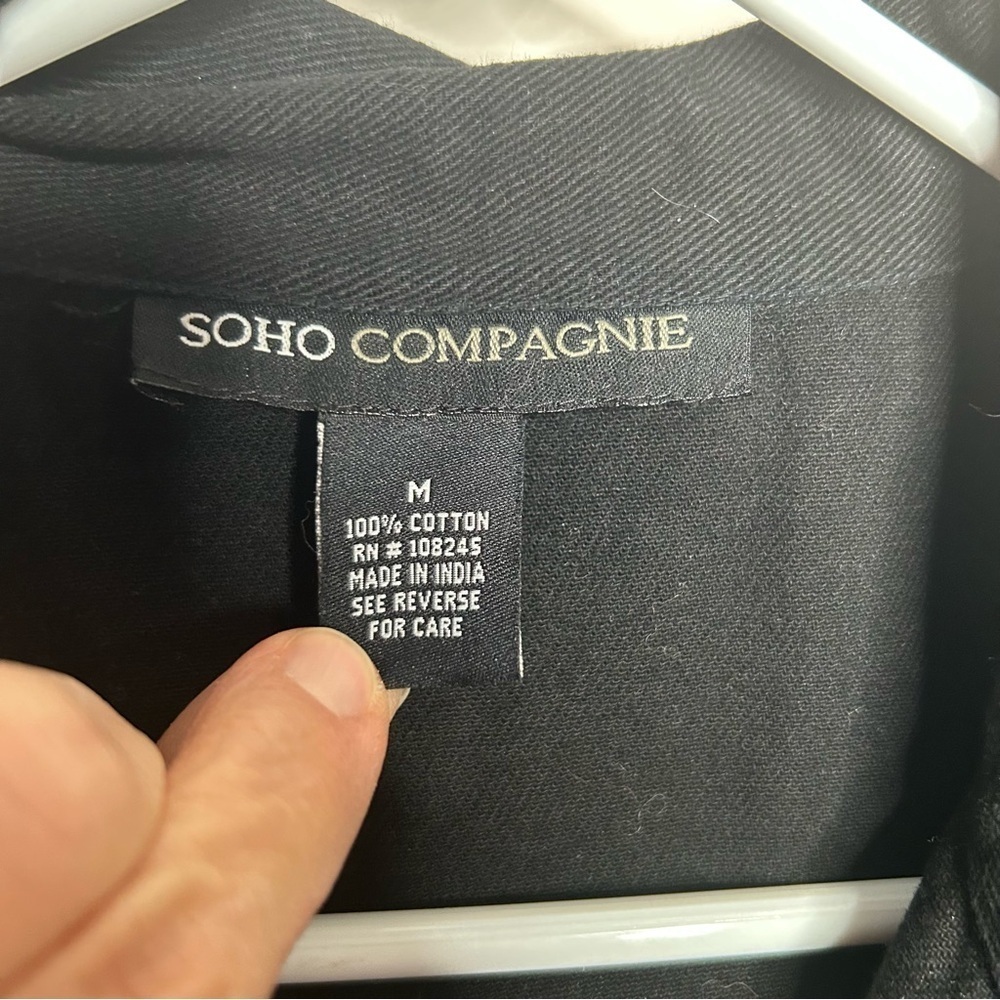 SOHO COMPAGNIE
M
100% COTTON
RN # 108245
MADE IN INDIA
SEE REVERSE
FOR CARE